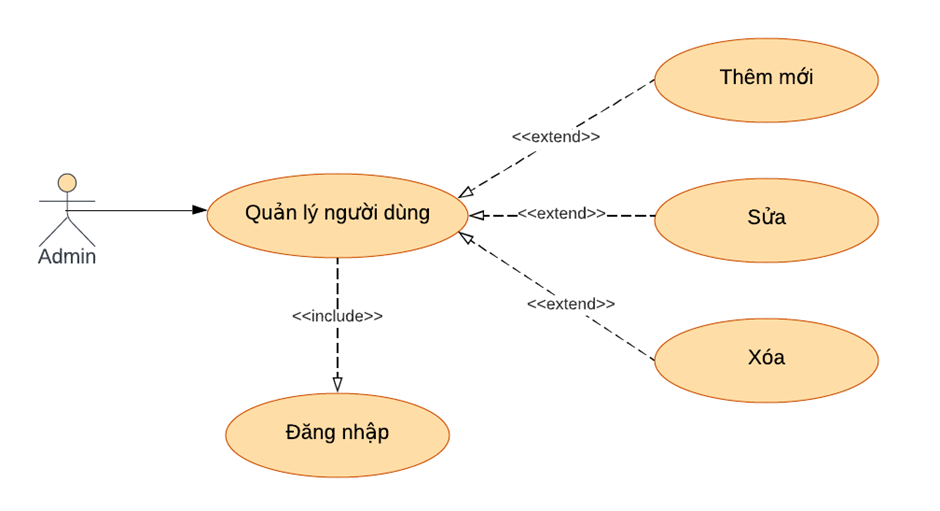 Thêm mới
<<extend>>
Quản lý người dùng
<<extend>>
Sửa
Admin
<<extend>>
<<include>>
Xóa
Đăng nhập